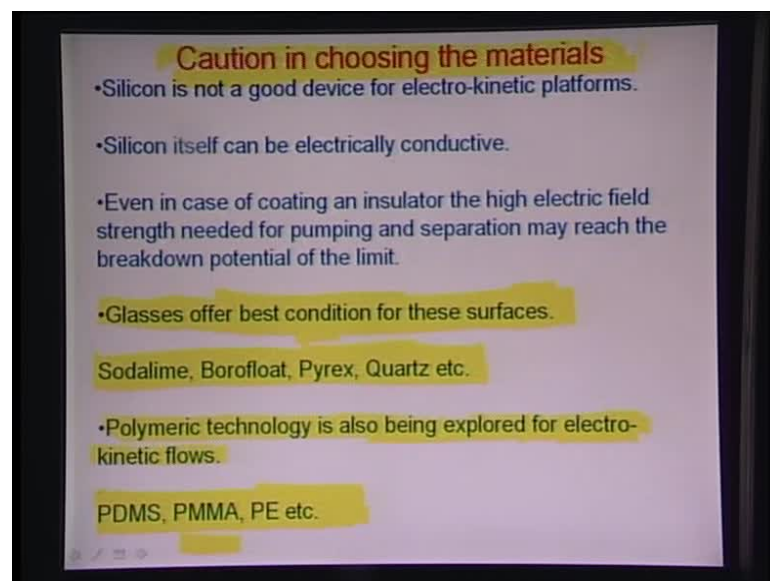 Caution in choosing the materials
•Silicon is not a good device for electro-kinetic platforms.
•Silicon itself can be electrically conductive.
•Even in case of coating an insulator the high electric field
strength needed for pumping and separation may reach the
breakdown potential of the limit.
•Glasses offer best condition for these surfaces.
Sodalime, Borofloat, Pyrex, Quartz etc.
•Polymeric technology is also being explored for electro-
kinetic flows.
PDMS, PMMA, PE etc.